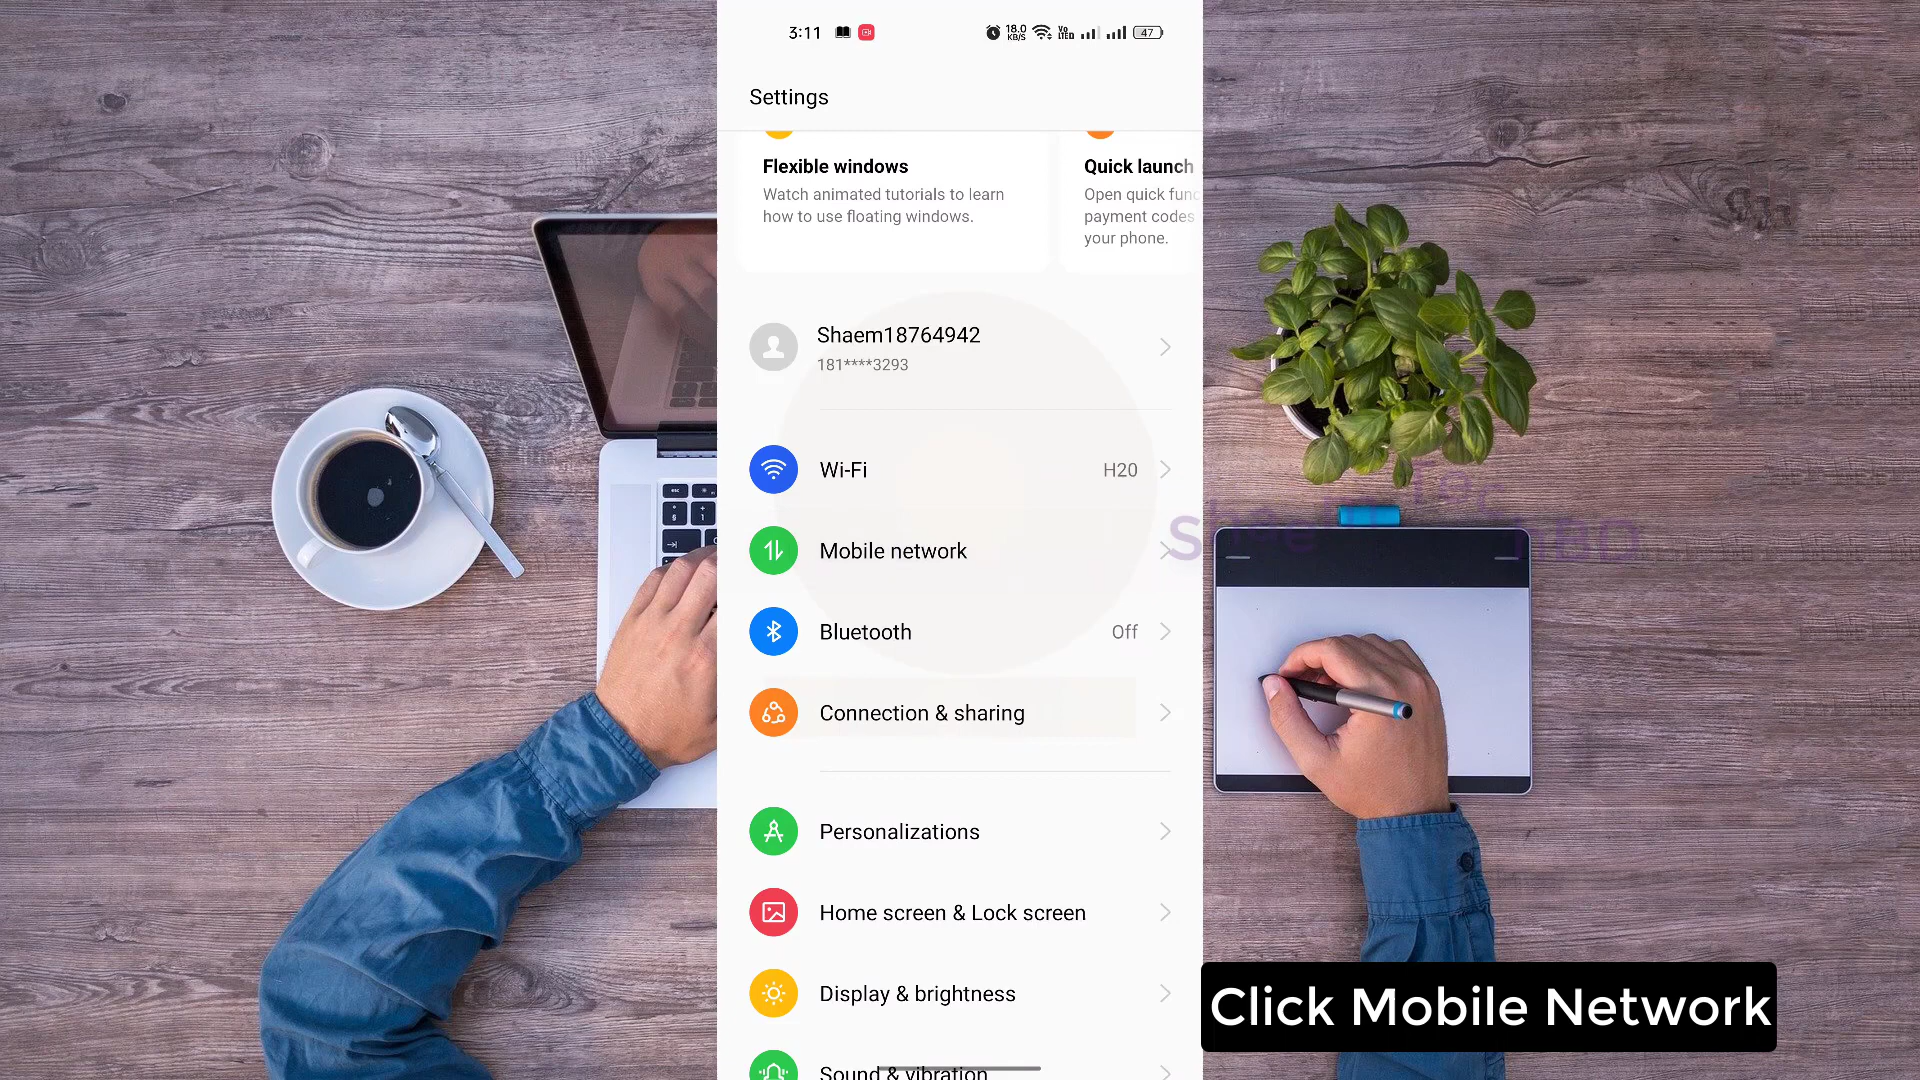 3:11
18.0
KB/S
Vo
LTED
47
Settings
Flexible windows
Watch animated tutorials to learn
how to use floating windows.
Quick launch
Open quick func
payment codes
your phone.
Shaem18764942
181****3293
Wi-Fi
H20
Mobile network
Bluetooth
Off
Connection & sharing
Personalizations
Home screen & Lock screen
Display & brightness
Sound & vibration
Click Mobile Network